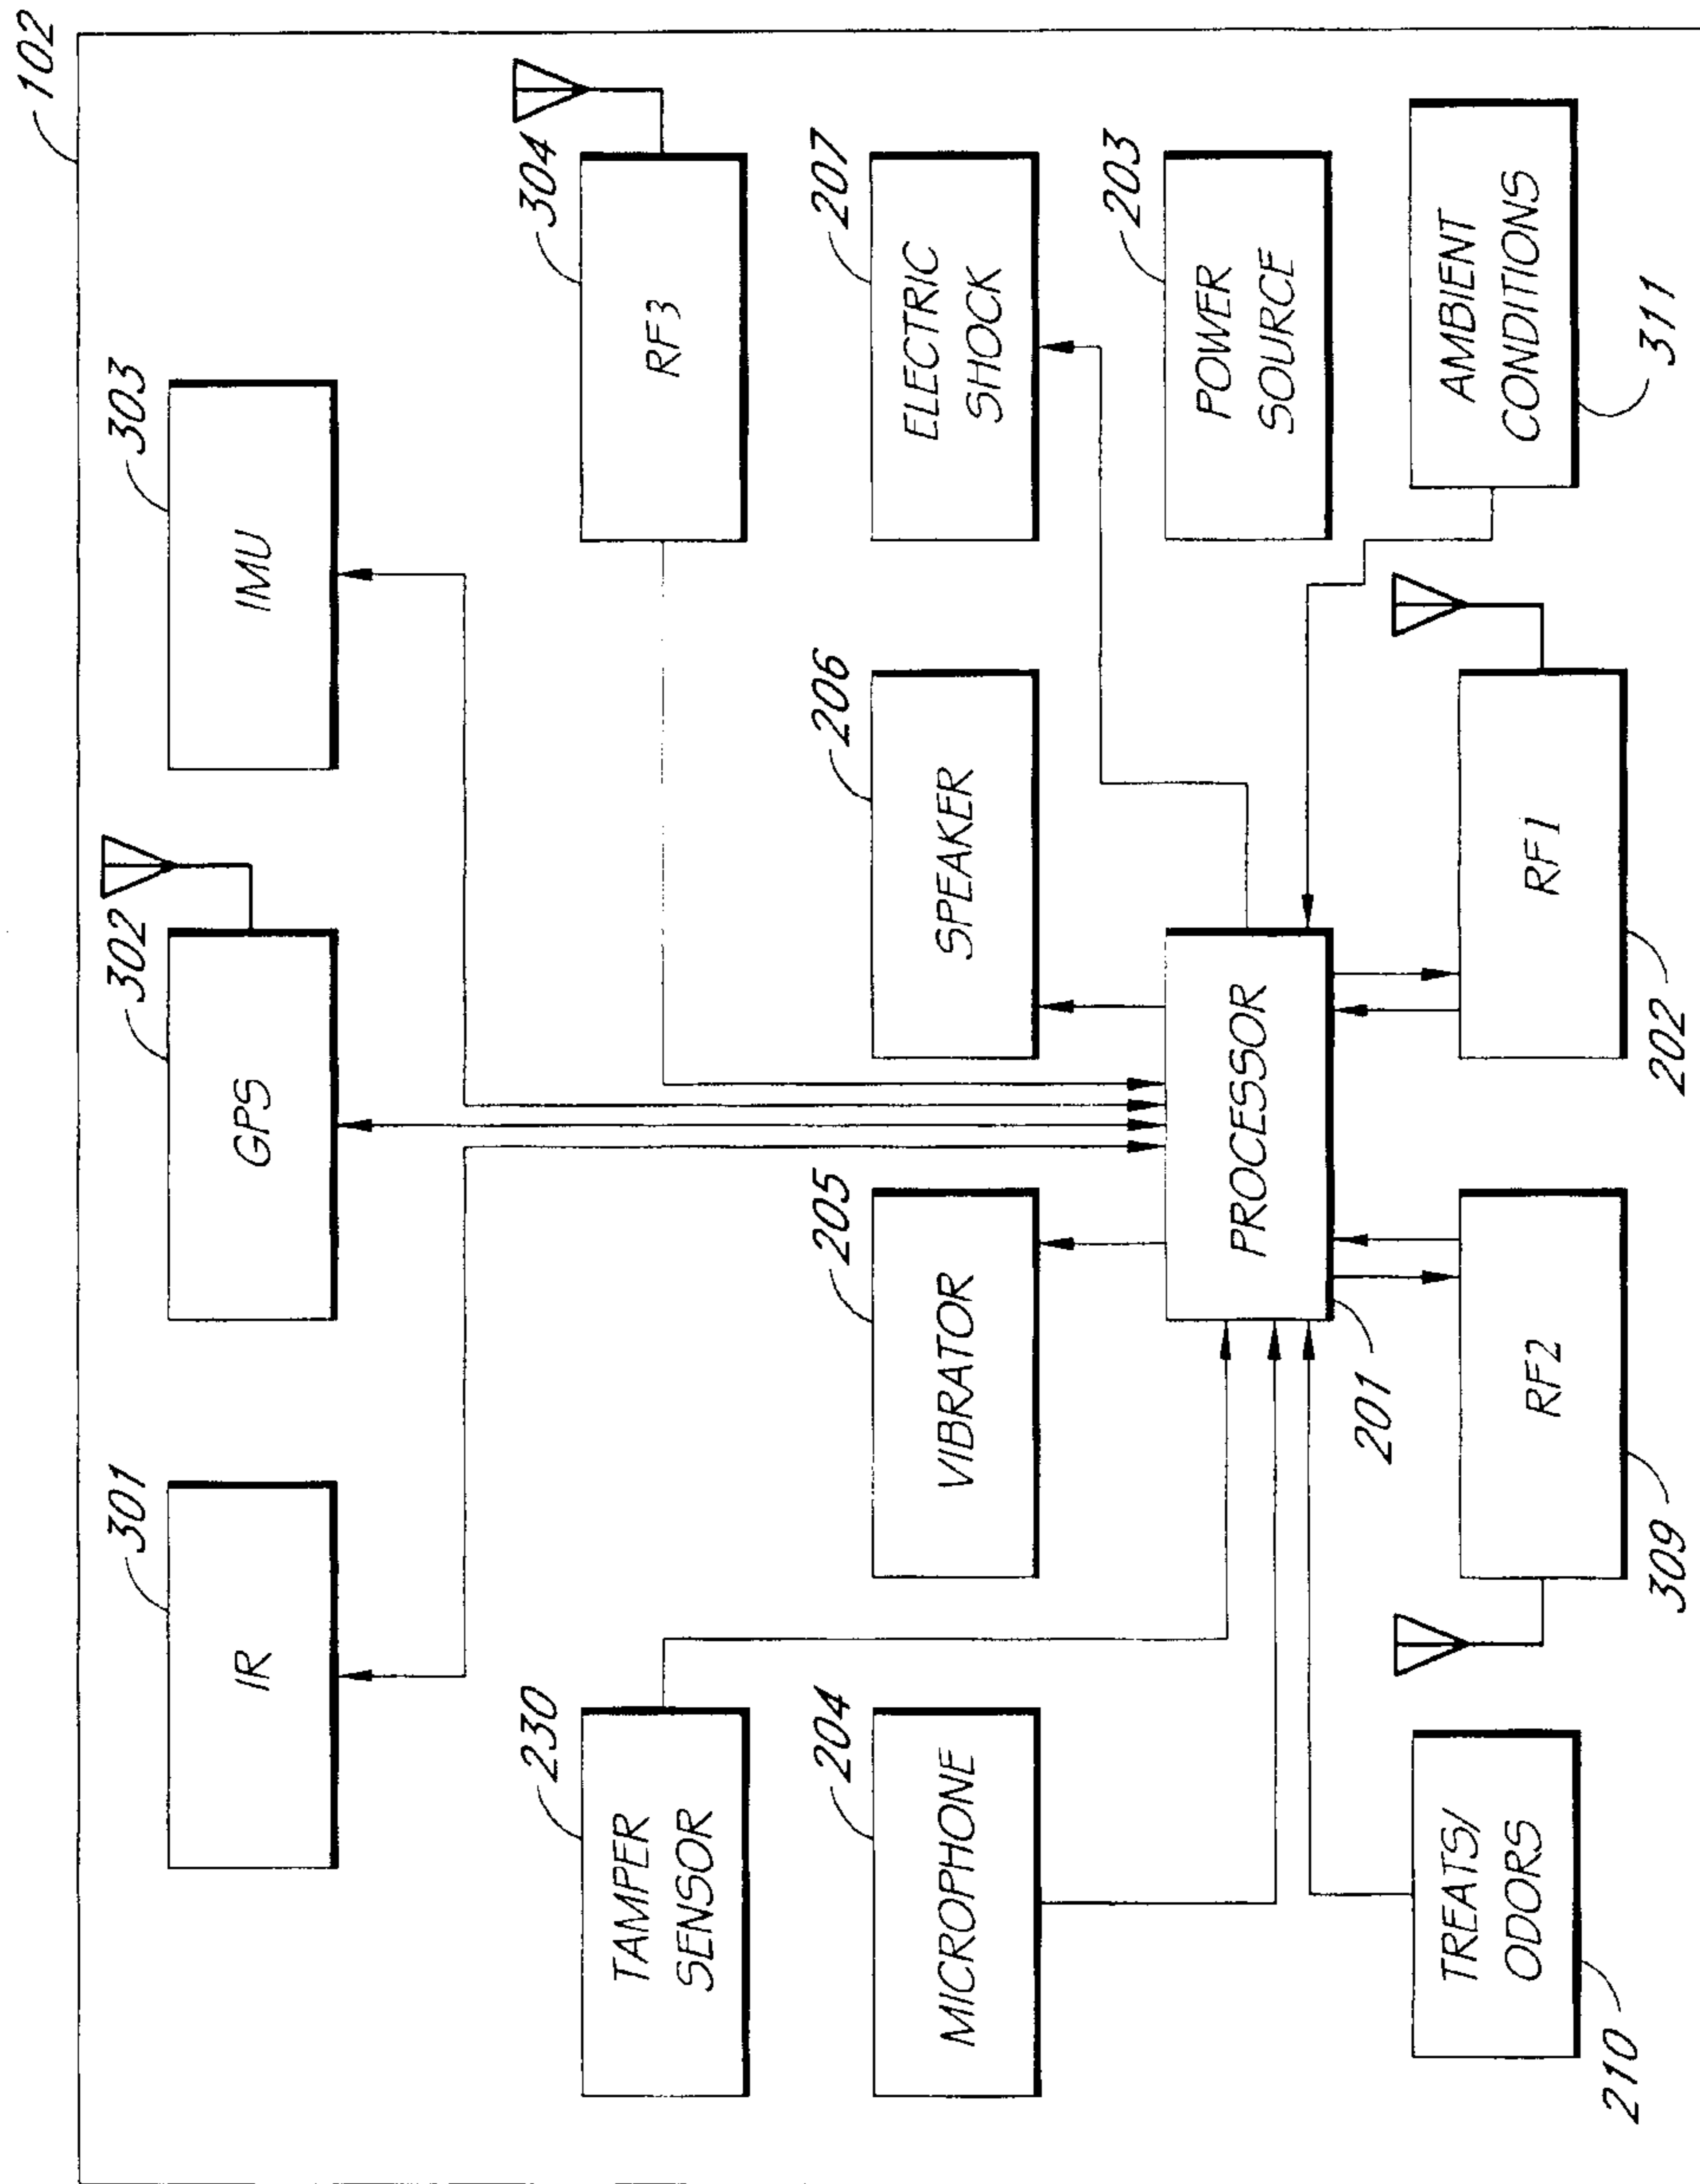 102
301
IR
302
GPS
303
IMU
230
TAMPER
SENSOR
304
RF3
204
MICROPHONE
205
VIBRATOR
206
SPEAKER
207
ELECTRIC
SHOCK
PROCESSOR
201
203
POWER
SOURCE
TREATS/
ODORS
210
RF2
309
RF1
202
AMBIENT
CONDITIONS
311